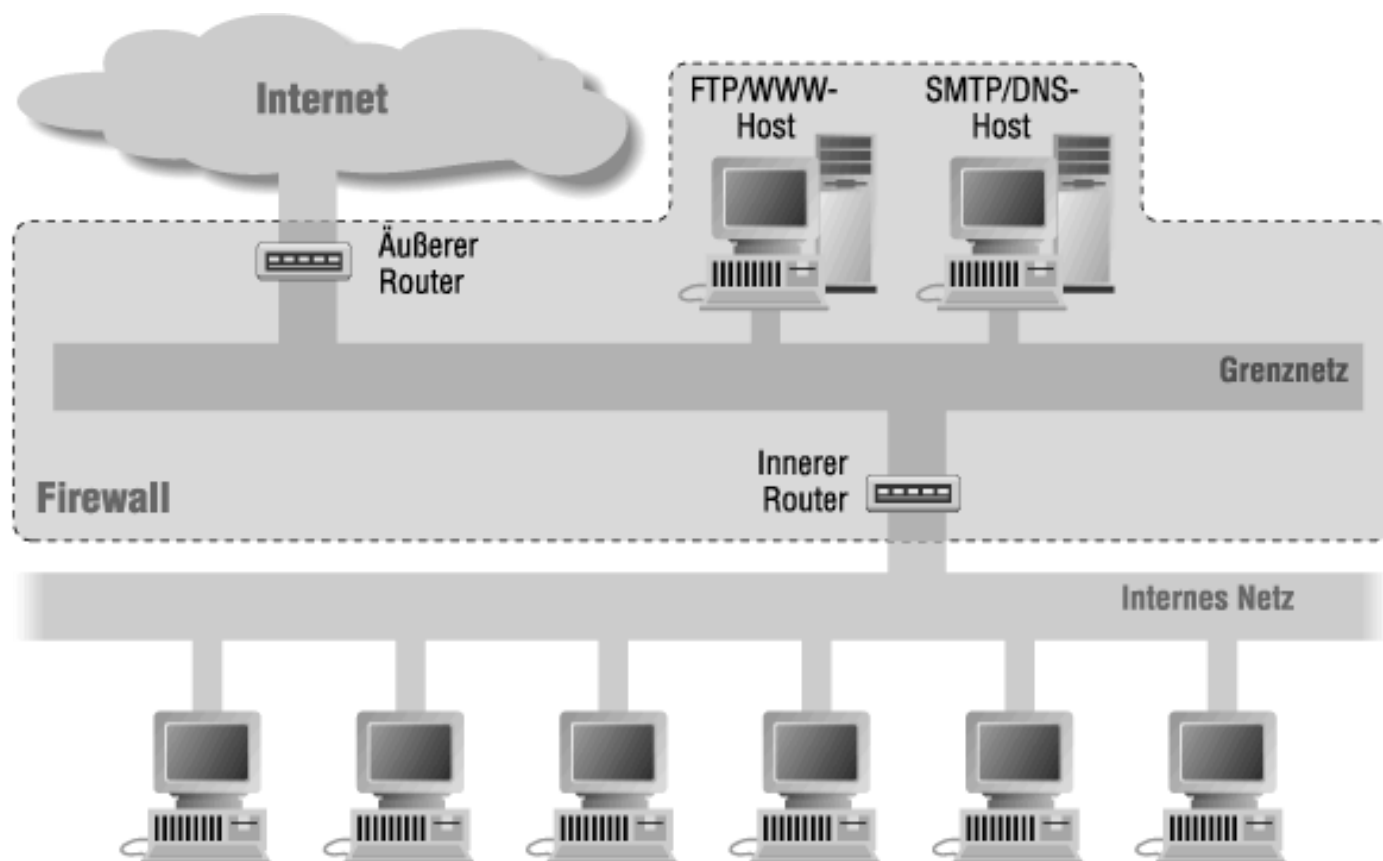 Internet
FTP/WWW-
Host
SMTP/DNS-
Host
Äußerer
Router
Grenznetz
Innerer
Router
Firewall
Internes Netz